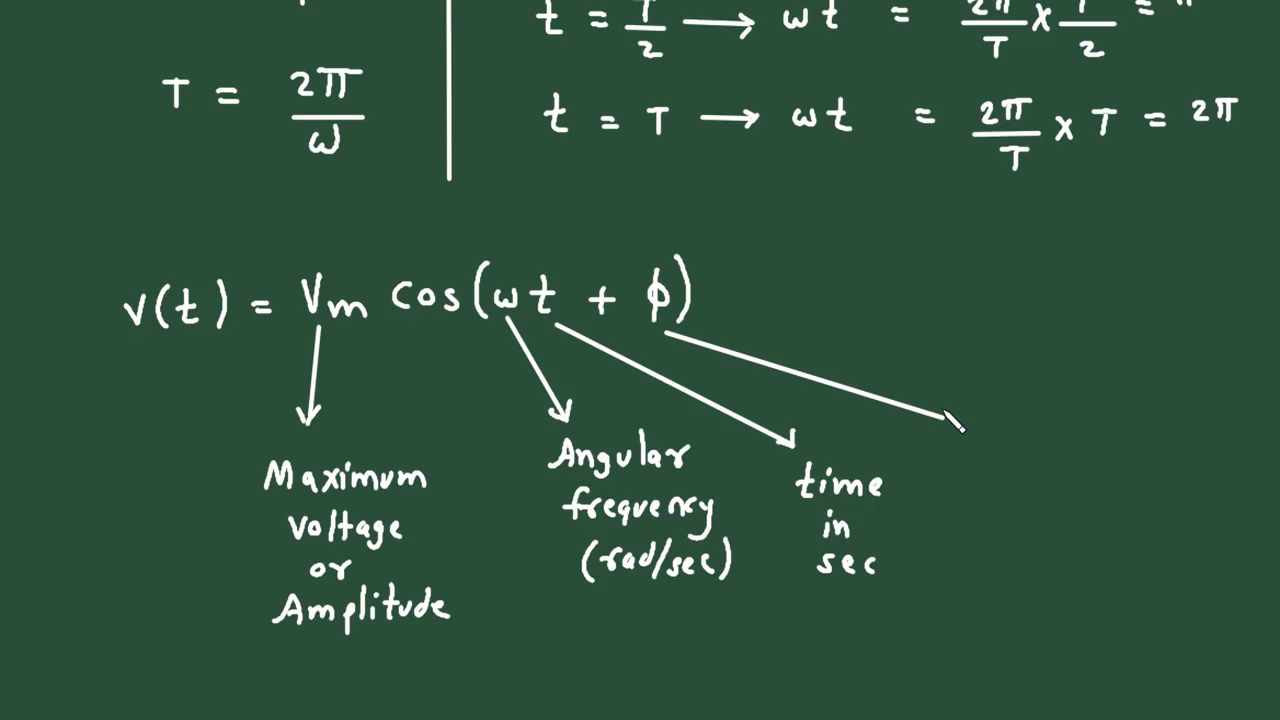 t = T/2 → ωt = 2π/T × T/2 = π
T = 2π/ω
t = T → ωt = 2π/T × T = 2π
v(t) = Vm cos(ωt + φ)
Maximum
voltage
or
Amplitude
Angular
frequency
(rad/sec)
time
in
sec